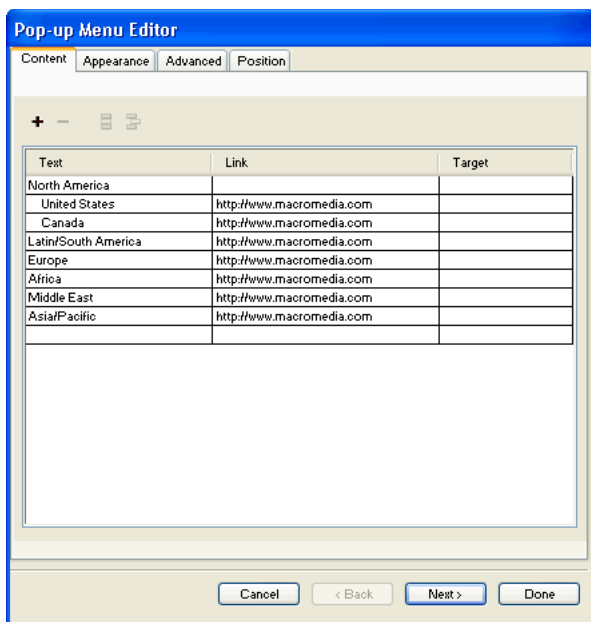 Pop-up Menu Editor
Content Appearance Advanced Position
Text Link Target
North America
United States http://www.macromedia.com
Canada http://www.macromedia.com
Latin/South America http://www.macromedia.com
Europe http://www.macromedia.com
Africa http://www.macromedia.com
Middle East http://www.macromedia.com
Asia/Pacific http://www.macromedia.com
Cancel < Back Next > Done